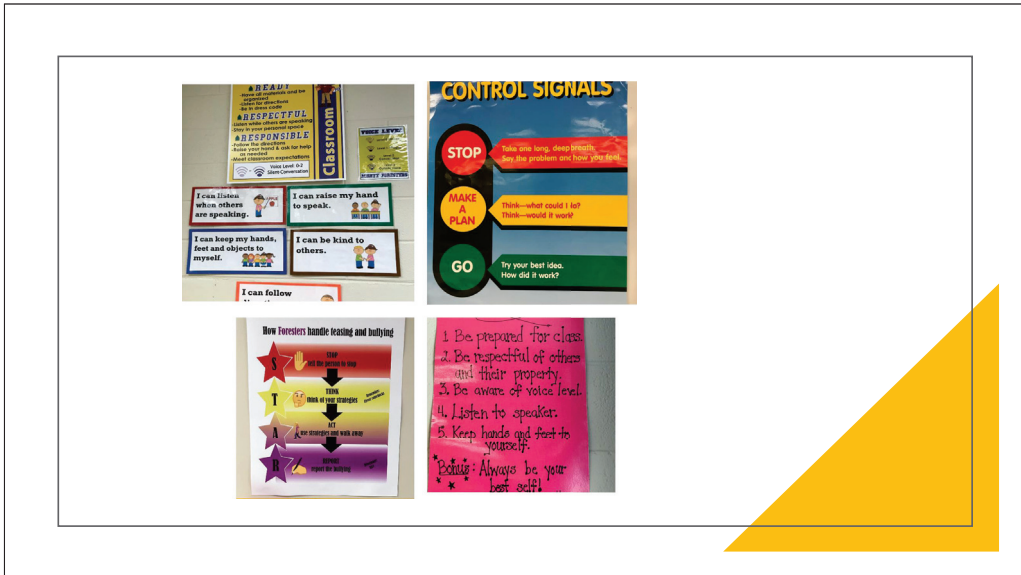 READY
-Have all materials and be
organized
-Listen for directions
-Be in dress code
RESPECTFUL
-Listen while others are speaking
-Stay in your personal space
RESPONSIBLE
-Follow the directions
-Raise your hand & ask for help
as needed
-Meet classroom expectations
Voice Level: 0-2
Silent-Conversation
Classroom
VOICE LEVEL
I can listen
when others
are speaking.
I can raise my hand
to speak.
I can keep my hands,
feet and objects to
myself.
I can be kind to
others.
I can follow
CONTROL SIGNALS
STOP
Take one long, deep breath.
Say the problem and how you feel.
MAKE
A
PLAN
Think—what could I do?
Think—would it work?
GO
Try your best idea.
How did it work?
How Foresters handle teasing and bullying
S
STOP
tell the person to stop
T
THINK
think of your strategies
A
ACT
use strategies and walk away
R
REPORT
report the bullying
1. Be prepared for class.
2. Be respectful of others
and their property.
3. Be aware of voice level.
4. Listen to speaker.
5. Keep hands and feet to
yourself.
Bonus: Always be your
best self!